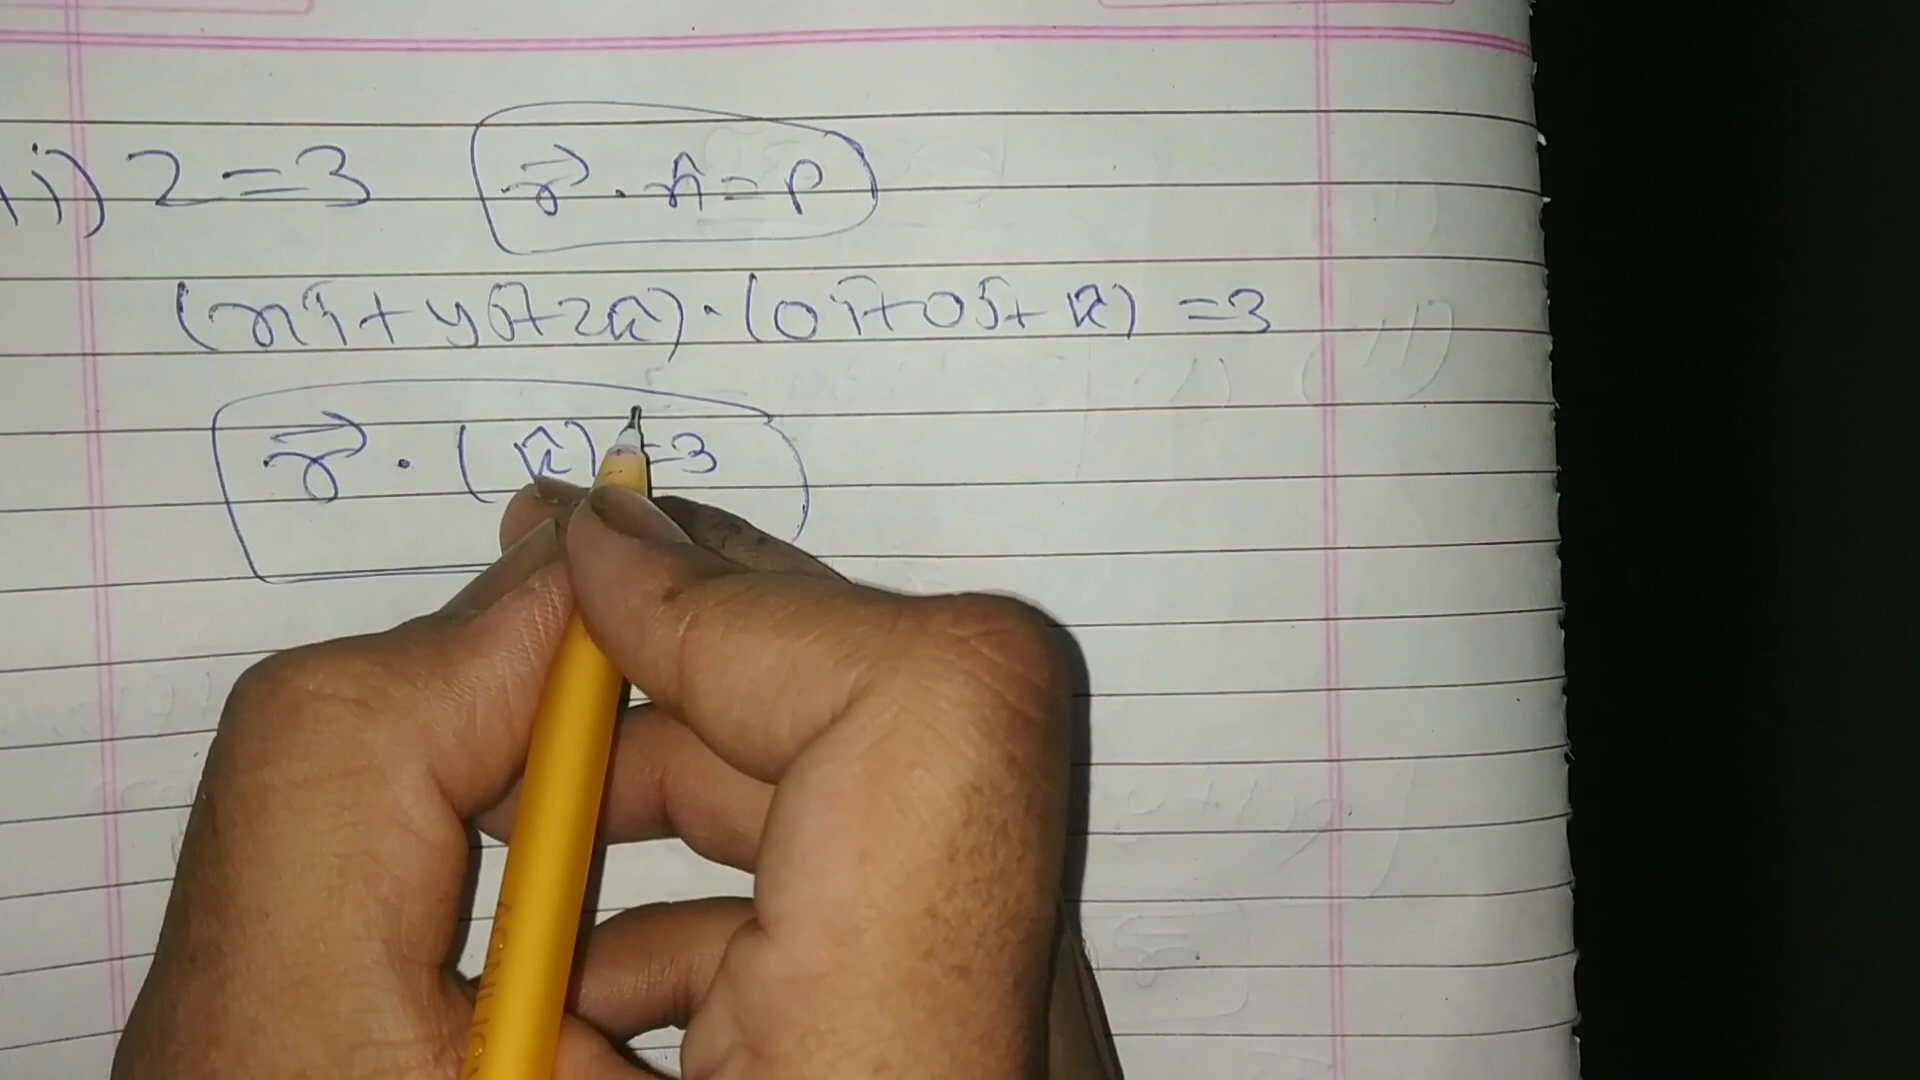 ii) z=3 r⃗ . n̂ = p
(xî + yĵ + zk̂) · (0î + 0ĵ + k̂) = 3
r⃗ . (k̂) = 3